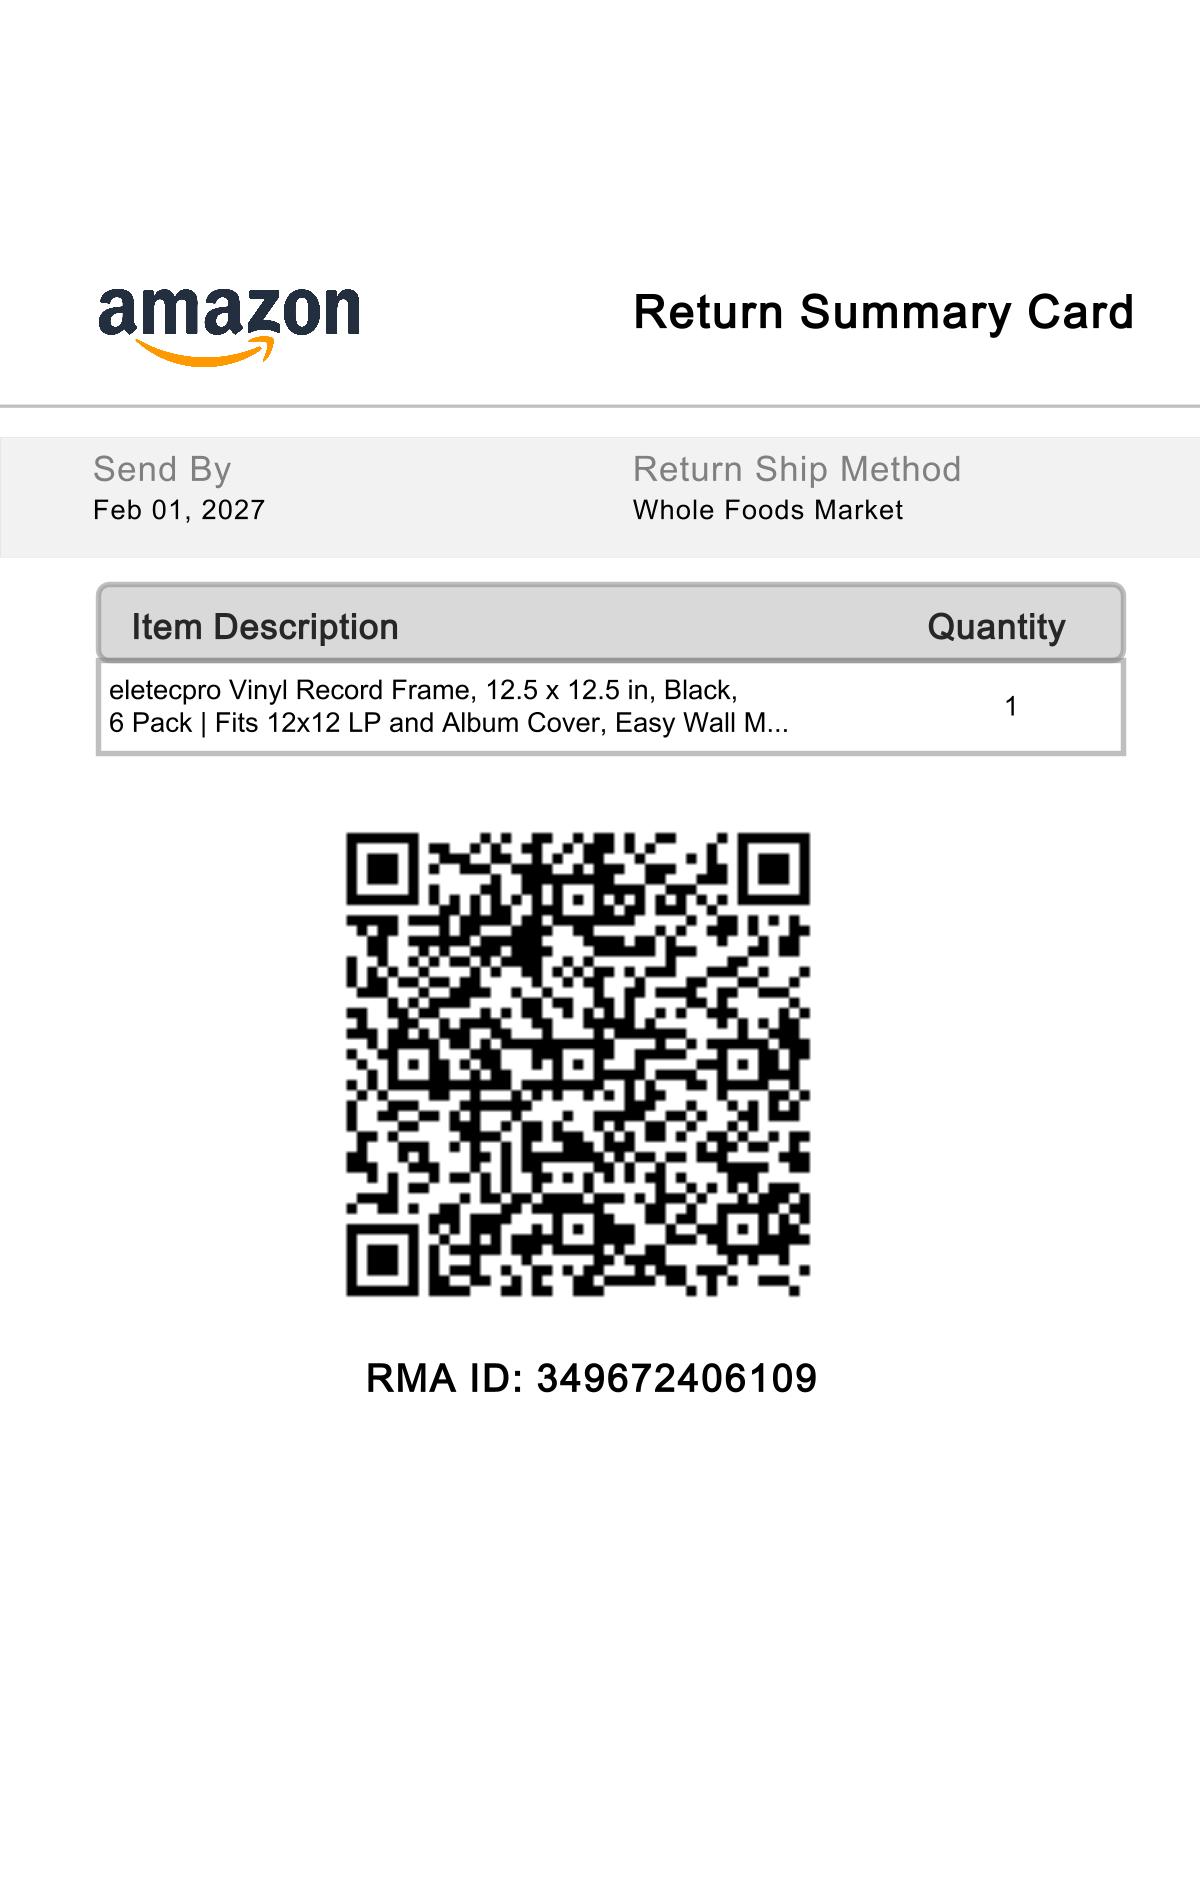 amazon
Return Summary Card
Send By
Return Ship Method
Feb 01, 2027
Whole Foods Market
Item Description
Quantity
eletecpro Vinyl Record Frame, 12.5 x 12.5 in, Black,
6 Pack | Fits 12x12 LP and Album Cover, Easy Wall M...
1
RMA ID: 349672406109